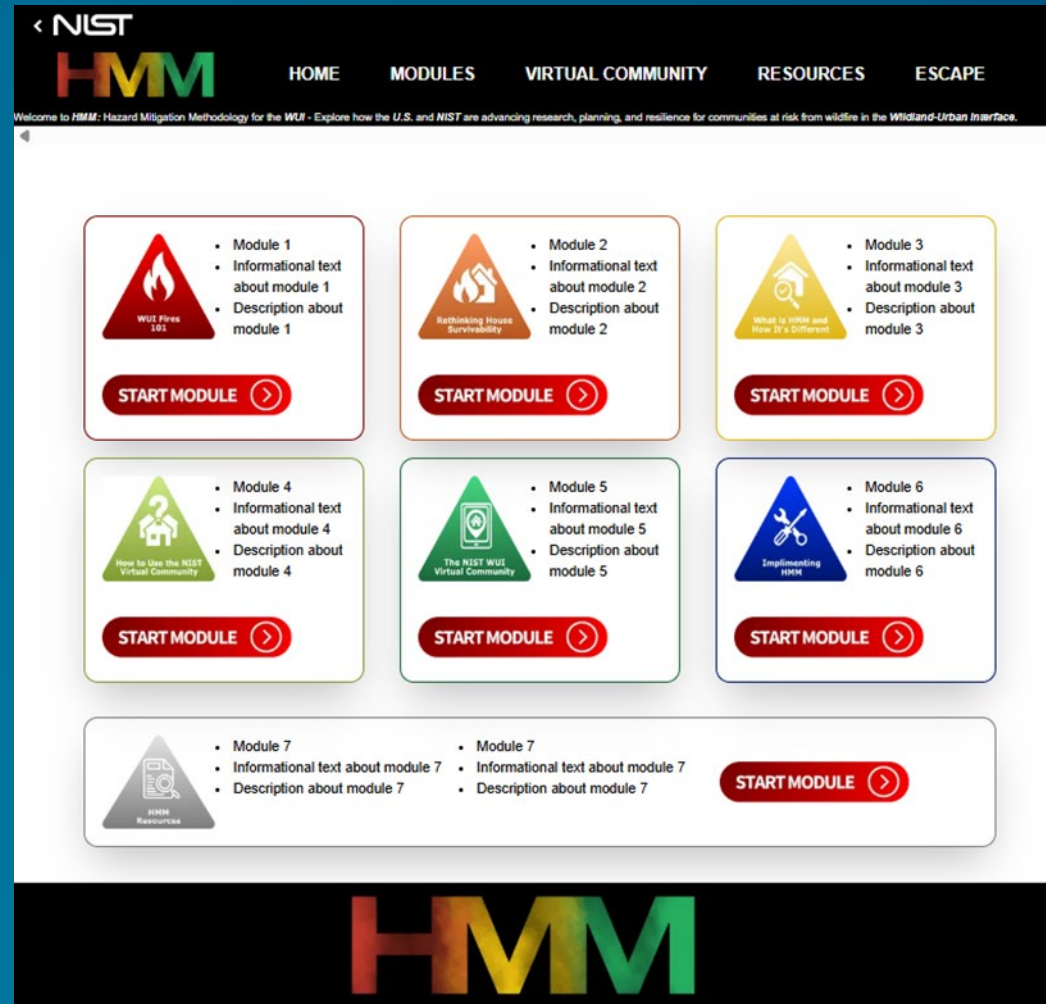 < NIST
HMM
HOME MODULES VIRTUAL COMMUNITY RESOURCES ESCAPE
Welcome to HMM: Hazard Mitigation Methodology for the WUI - Explore how the U.S. and NIST are advancing research, planning, and resilience for communities at risk from wildfire in the Wildland-Urban Interface.
WUI Fires
101
• Module 1
• Informational text
about module 1
• Description about
module 1
START MODULE
Rethinking House
Survivability
• Module 2
• Informational text
about module 2
• Description about
module 2
START MODULE
What is HMM and
How It's Different
• Module 3
• Informational text
about module 3
• Description about
module 3
START MODULE
How to Use the NIST
Virtual Community
• Module 4
• Informational text
about module 4
• Description about
module 4
START MODULE
The NIST WUI
Virtual Community
• Module 5
• Informational text
about module 5
• Description about
module 5
START MODULE
Implimenting
HMM
• Module 6
• Informational text
about module 6
• Description about
module 6
START MODULE
HMM
Resources
• Module 7
• Informational text about module 7
• Description about module 7
• Module 7
• Informational text about module 7
• Description about module 7
START MODULE
HMM